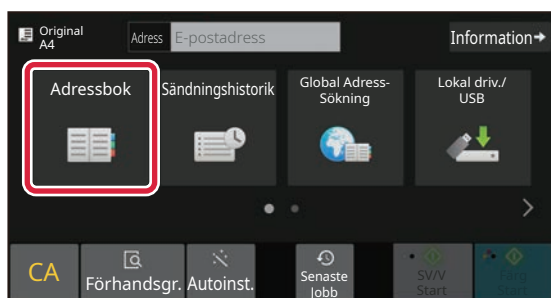 Original
A4
Adress
E-postadress
Information
Adressbok
Sändningshistorik
Global Adress-
Sökning
Lokal driv./
USB
CA
Förhandsgr.
Autoinst.
Senaste
Jobb
SV/V
Start
Färg
Start